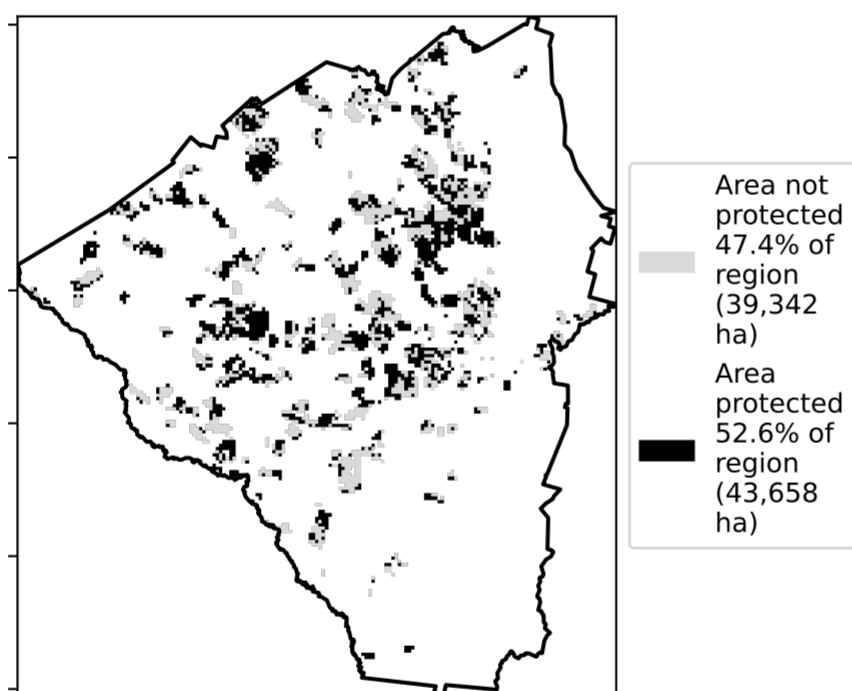 Area not
protected
47.4% of
region
(39,342
ha)
Area
protected
52.6% of
region
(43,658
ha)